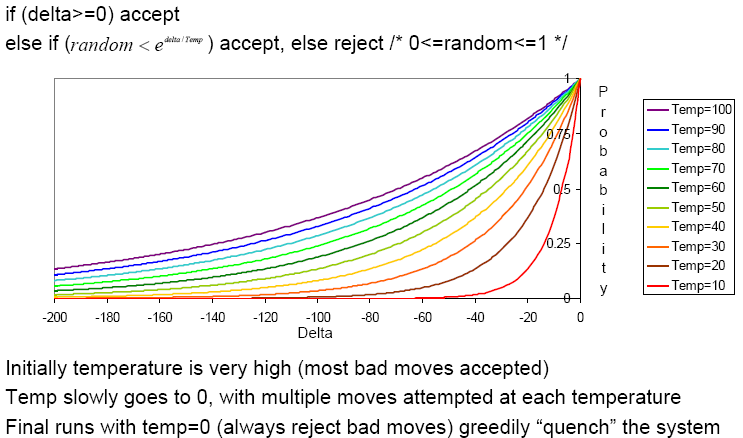 if (delta>=0) accept
else if (random < e^delta/Temp) accept, else reject /* 0<=random<=1 */
1
0.75
0.5
0.25
0
Probability
-200 -180 -160 -140 -120 -100 -80 -60 -40 -20 0
Delta
Temp=100
Temp=90
Temp=80
Temp=70
Temp=60
Temp=50
Temp=40
Temp=30
Temp=20
Temp=10
Initially temperature is very high (most bad moves accepted)
Temp slowly goes to 0, with multiple moves attempted at each temperature
Final runs with temp=0 (always reject bad moves) greedily “quench” the system